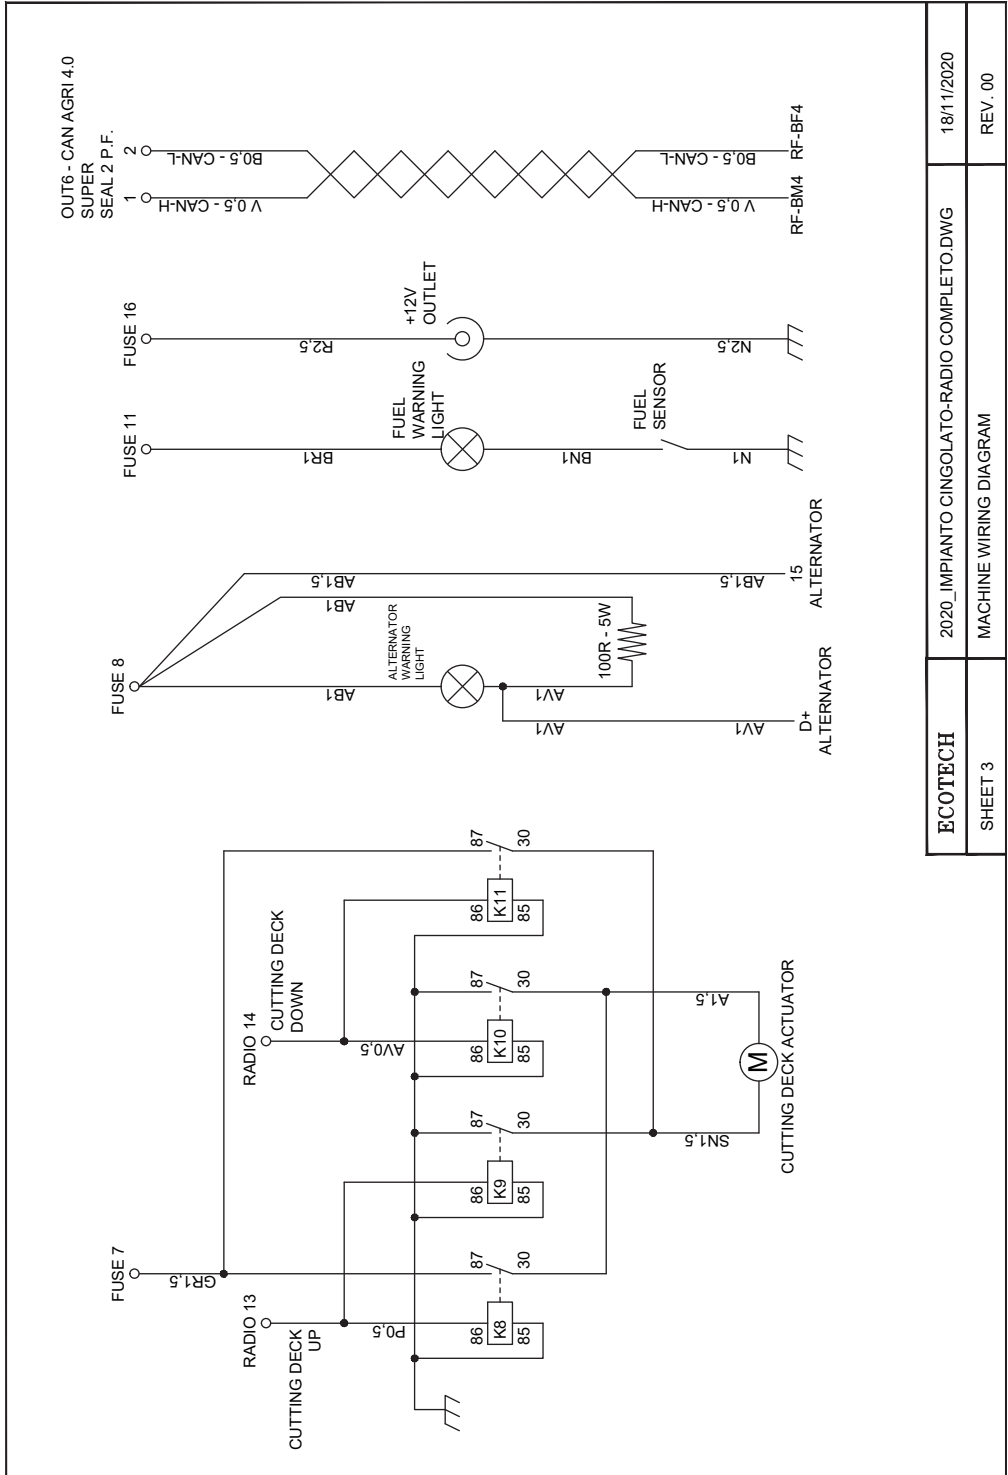 OUT6 - CAN AGRI 4.0
SUPER
SEAL 2 P.F.
2
1
B0,5 - CAN-L
V 0,5 - CAN-H
B0,5 - CAN-L
V 0,5 - CAN-H
RF-BF4
RF-BM4
FUSE 16
R2,5
+12V
OUTLET
N2,5
FUSE 11
BR1
FUEL
WARNING
LIGHT
BN1
FUEL
SENSOR
N1
FUSE 8
AB1,5
AB1
AB1
ALTERNATOR
WARNING
LIGHT
100R - 5W
AV1
AV1
AV1
AB1,5
15
ALTERNATOR
D+
ALTERNATOR
FUSE 7
GR1,5
RADIO 13
CUTTING DECK
UP
P0,5
RADIO 14
CUTTING DECK
DOWN
AV0,5
86
K8
85
87
30
86
K9
85
87
30
86
K10
85
87
30
86
K11
85
87
30
SN1,5
A1,5
M
CUTTING DECK ACTUATOR
ECOTECH
2020_IMPIANTO CINGOLATO-RADIO COMPLETO.DWG
18/11/2020
SHEET 3
MACHINE WIRING DIAGRAM
REV. 00